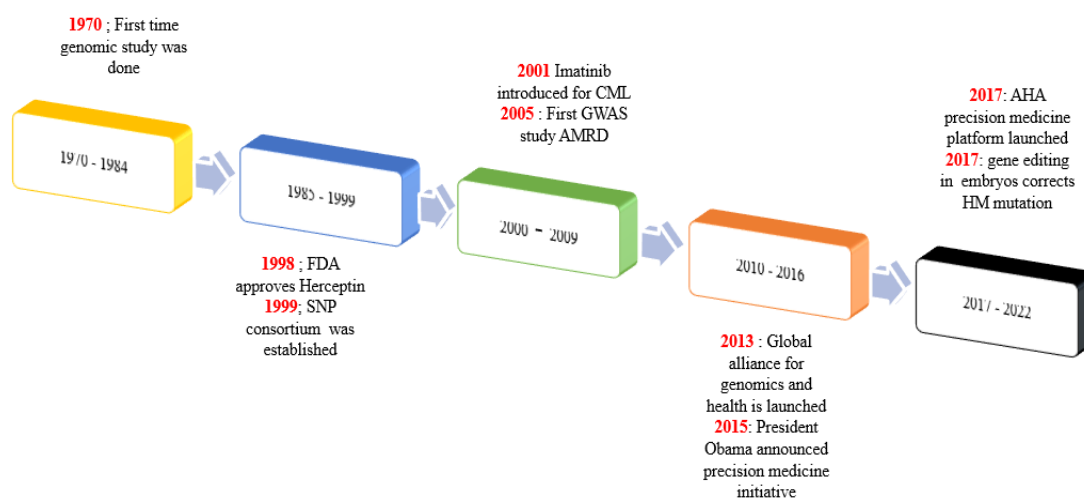 1970 ; First time
genomic study was
done
1970 - 1984
1985 - 1999
1998 ; FDA
approves Herceptin
1999; SNP
consortium was
established
2001 Imatinib
introduced for CML
2005 : First GWAS
study AMRD
2000 – 2009
2010 - 2016
2013 : Global
alliance for
genomics and
health is launched
2015: President
Obama announced
precision medicine
initiative
2017: AHA
precision medicine
platform launched
2017: gene editing
in embryos corrects
HM mutation
2017 - 2022